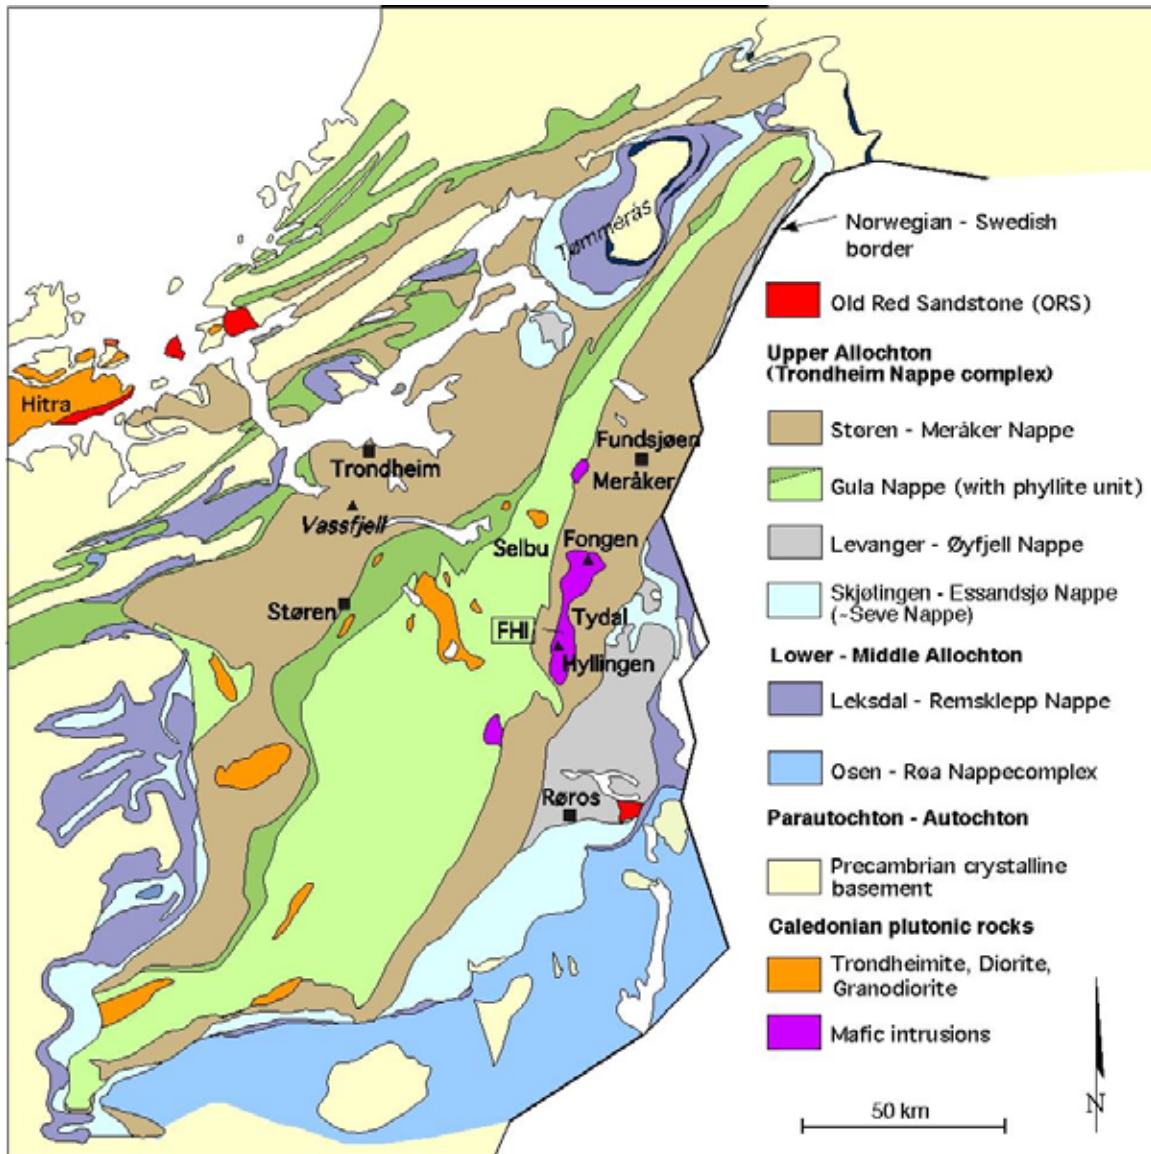 Tømmerås
Norwegian - Swedish
border
Old Red Sandstone (ORS)
Upper Allochton
(Trondheim Nappe complex)
Hitra
Støren - Meråker Nappe
Fundsjøen
Trondheim
Meråker
Gula Nappe (with phyllite unit)
Vassfjell
Selbu
Fongen
Levanger - Øyfjell Nappe
Støren
Skjøtingen - Essandsjø Nappe
(~Seve Nappe)
FHI
Tydal
Hyllingen
Lower - Middle Allochton
Leksdal - Remsklepp Nappe
Osen - Røa Nappecomplex
Røros
Parautochton - Autochton
Precambrian crystalline
basement
Caledonian plutonic rocks
Trondheimite, Diorite,
Granodiorite
Mafic intrusions
50 km
N